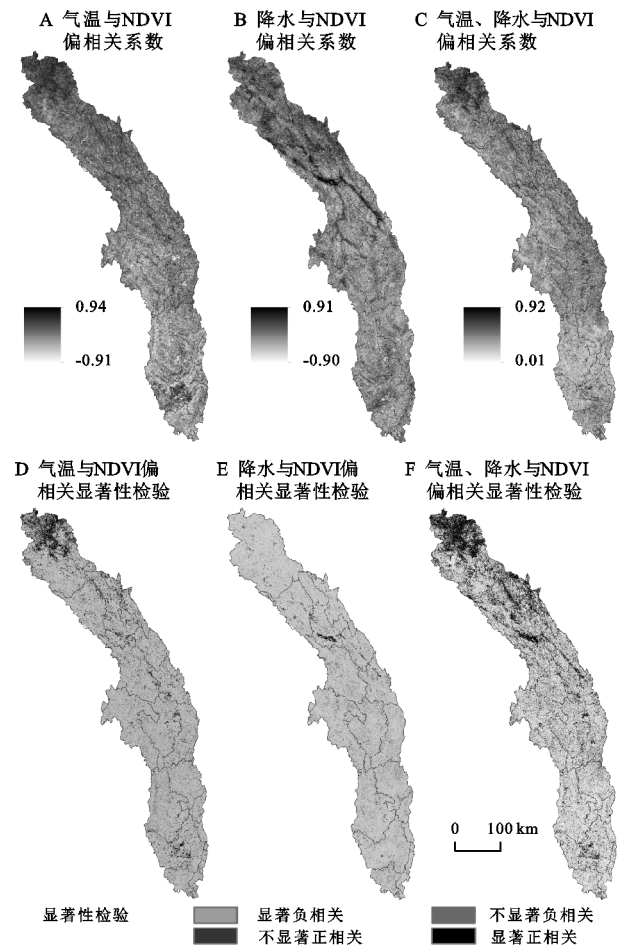 A 气温与NDVI
偏相关系数
B 降水与NDVI
偏相关系数
C 气温、降水与NDVI
偏相关系数
0.94
-0.91
0.91
-0.90
0.92
0.01
D 气温与NDVI偏
相关显著性检验
E 降水与NDVI偏
相关显著性检验
F 气温、降水与NDVI
偏相关显著性检验
0 100 km
显著性检验
显著负相关
不显著负相关
不显著正相关
显著正相关